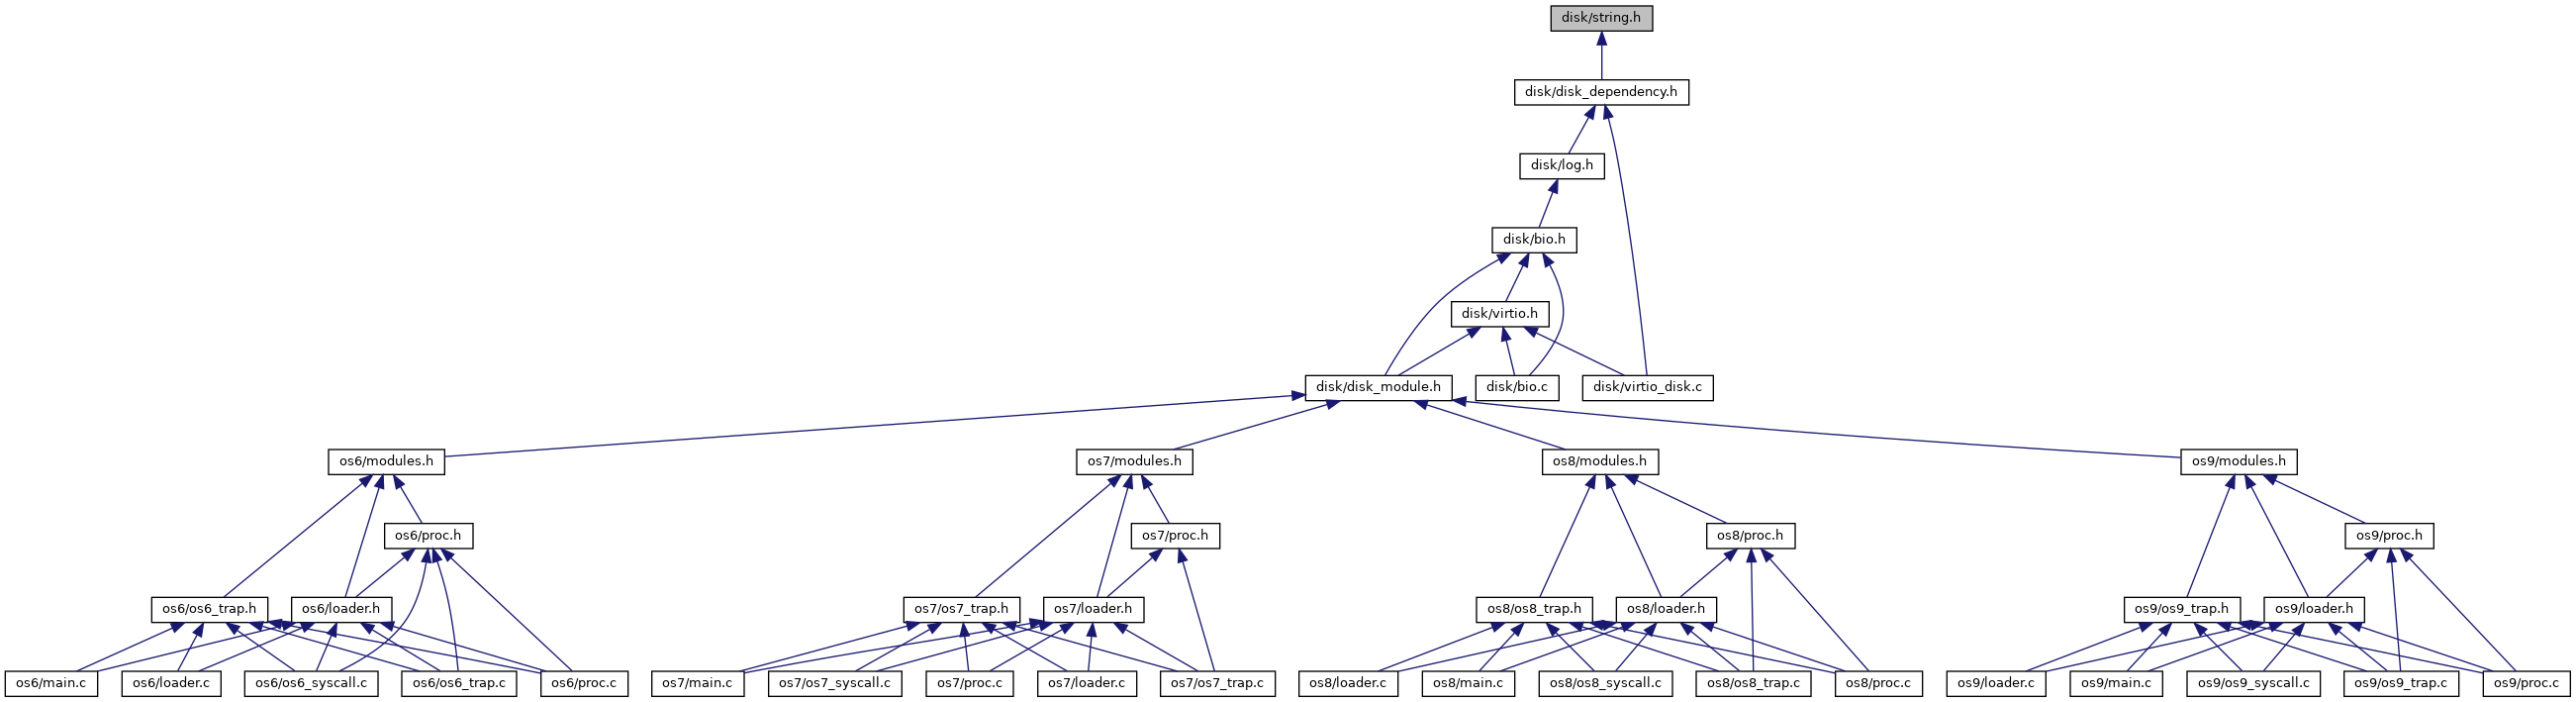 disk/string.h
disk/disk_dependency.h
disk/log.h
disk/bio.h
disk/virtio.h
disk/disk_module.h
disk/bio.c
disk/virtio_disk.c
os6/modules.h
os7/modules.h
os8/modules.h
os9/modules.h
os6/proc.h
os7/proc.h
os8/proc.h
os9/proc.h
os6/os6_trap.h
os6/loader.h
os7/os7_trap.h
os7/loader.h
os8/os8_trap.h
os8/loader.h
os9/os9_trap.h
os9/loader.h
os6/main.c
os6/loader.c
os6/os6_syscall.c
os6/os6_trap.c
os6/proc.c
os7/main.c
os7/os7_syscall.c
os7/proc.c
os7/loader.c
os7/os7_trap.c
os8/loader.c
os8/main.c
os8/os8_syscall.c
os8/os8_trap.c
os8/proc.c
os9/loader.c
os9/main.c
os9/os9_syscall.c
os9/os9_trap.c
os9/proc.c